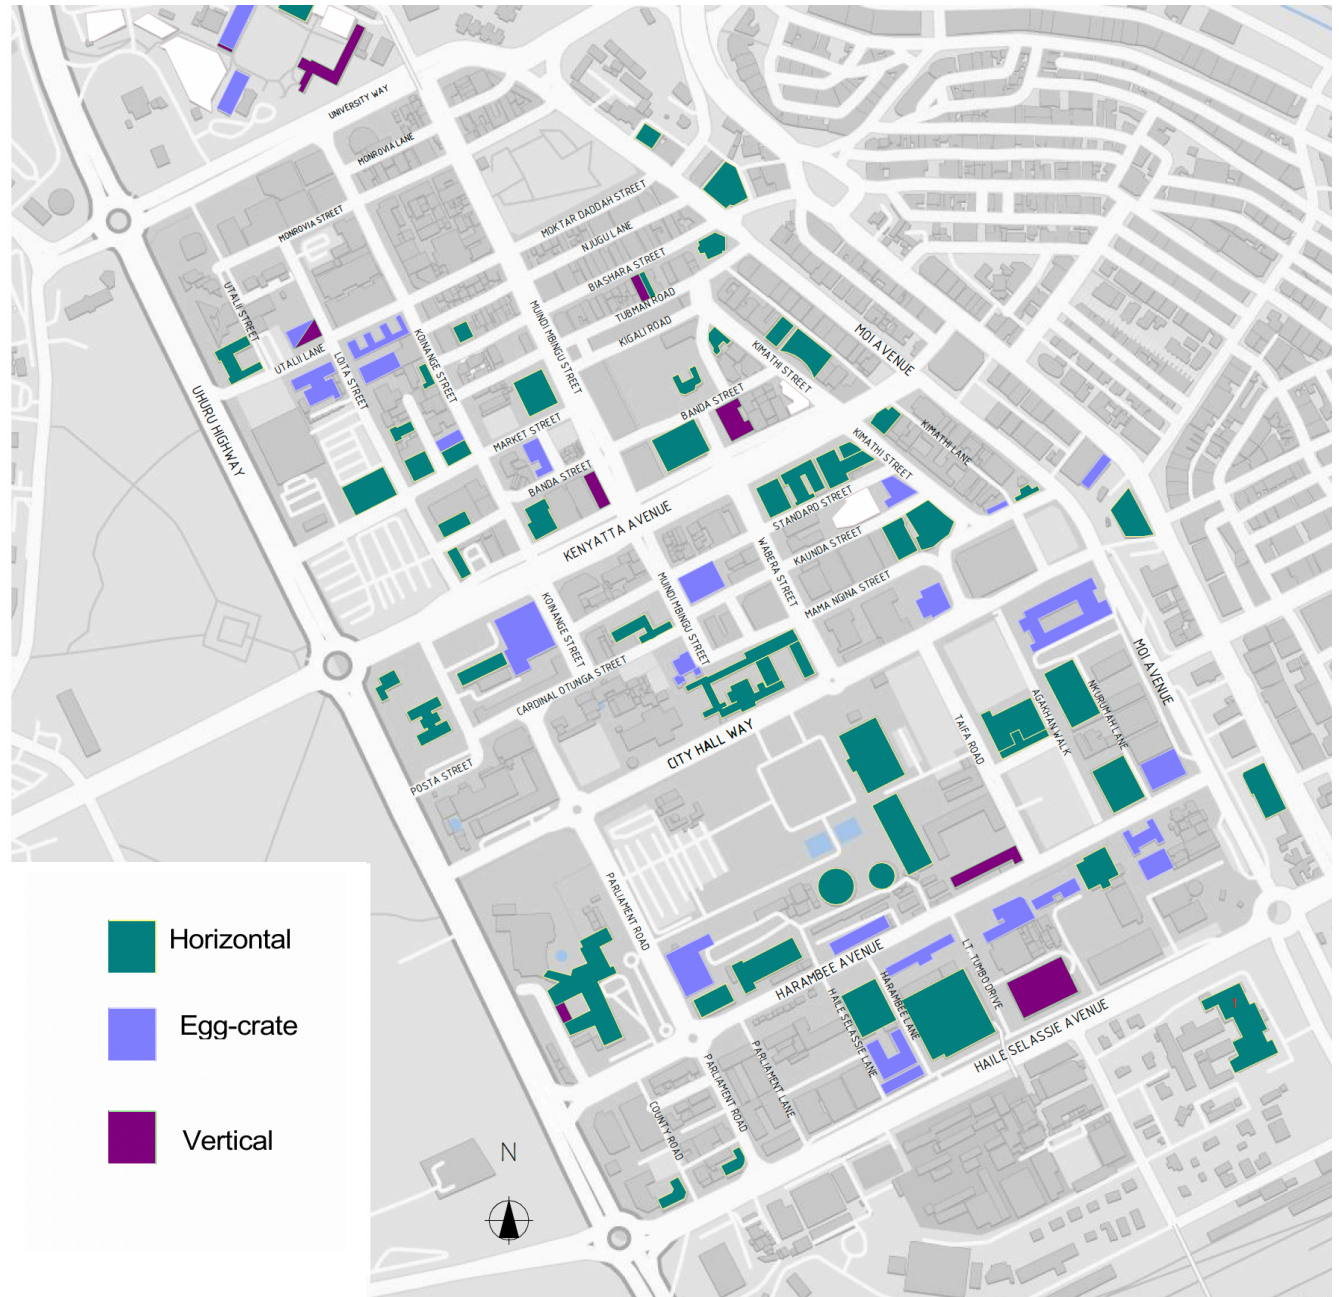 UNIVERSITY WAY
MONROVIA LANE
MOKTAR DADDAH STREET
MONROVIA STREET
NJUGU LANE
BIASHARA STREET
UTALII STREET
TUBMAN ROAD
MUINDI MBINGU STREET
KIGALI ROAD
MOI AVENUE
UTALII LANE
KOINANGE STREET
KIMATHI STREET
LOITA STREET
UHURU HIGHWAY
BANDA STREET
MARKET STREET
KIMATHI LANE
KIMATHI STREET
BANDA STREET
STANDARD STREET
KENYATTA AVENUE
KAUNDA STREET
WABERA STREET
MAMA NGINA STREET
MUINDI MBINGU STREET
KOINANGE STREET
CARDINAL OTUNGA STREET
MOI AVENUE
NKURUMAH LANE
AGAKHAN WALK
TAIFA ROAD
CITY HALL WAY
POSTA STREET
PARLIAMENT ROAD
Horizontal
HARAMBEE AVENUE
LT. TUMBO DRIVE
HARAMBEE LANE
HAILE SELASSIE LANE
Egg-crate
HAILE SELASSIE AVENUE
PARLIAMENT LANE
PARLIAMENT ROAD
COUNTY ROAD
Vertical
N